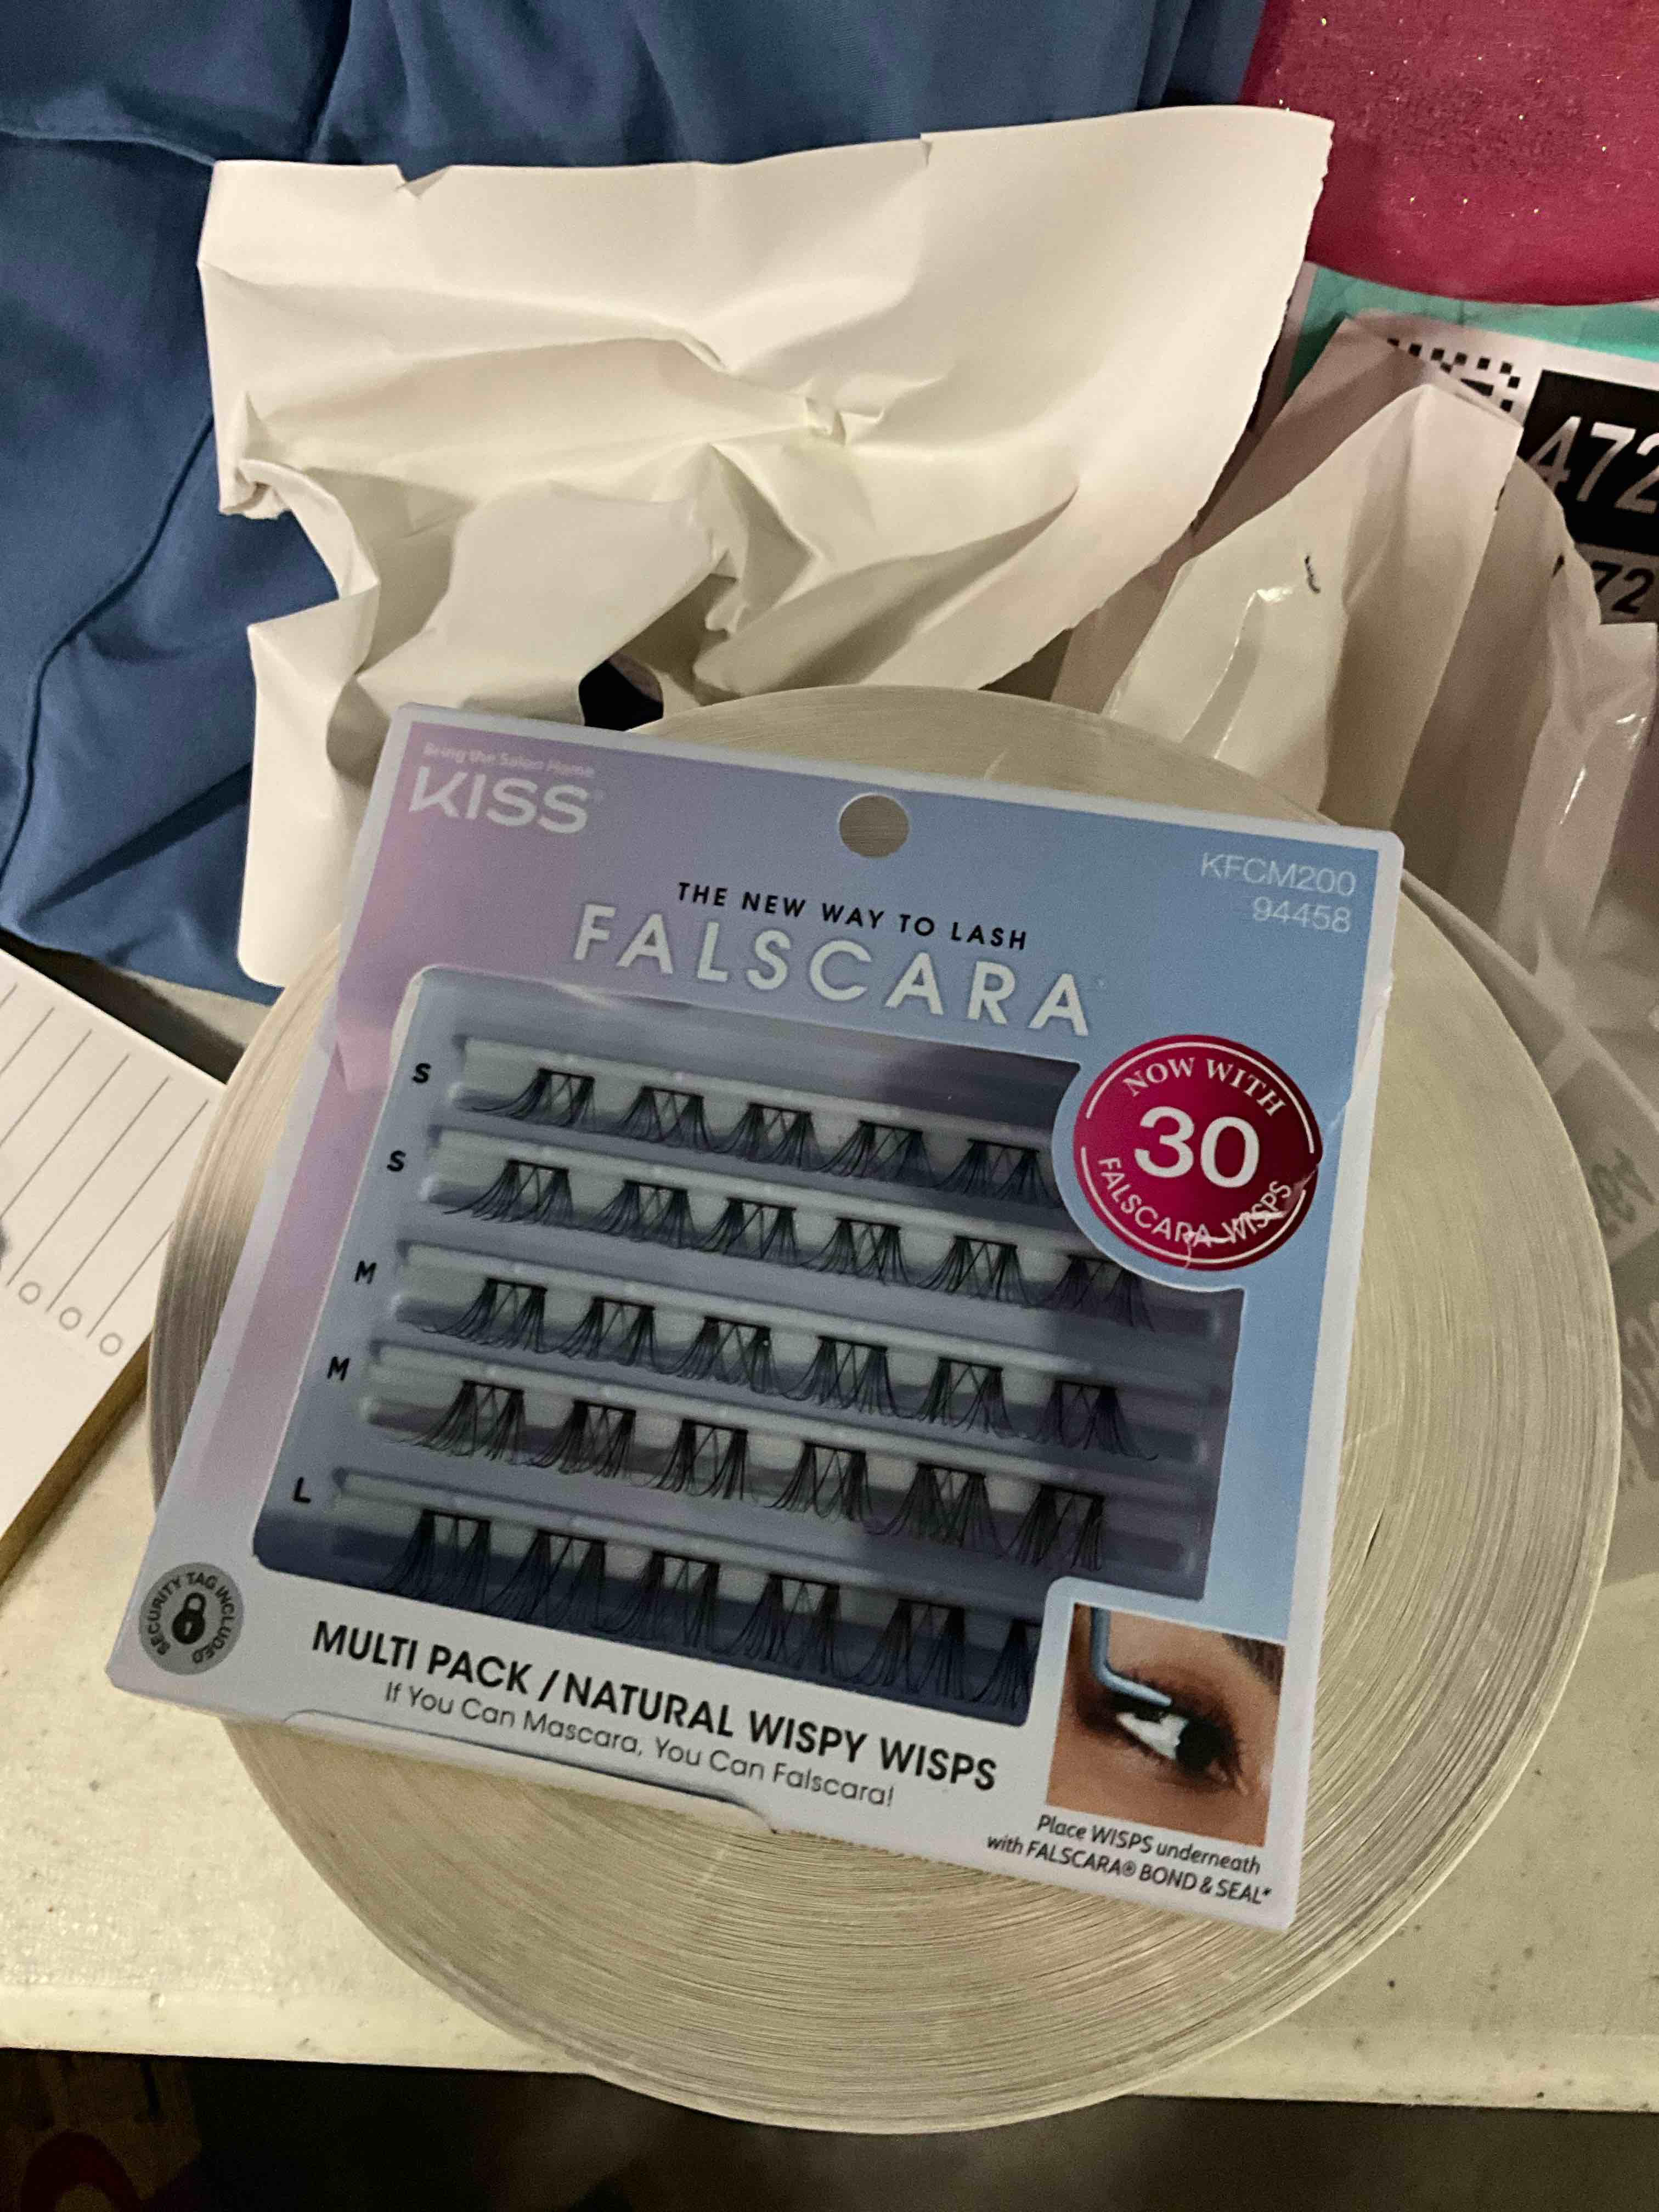 472
72
Bring the Salon Home
KISS
KFCM200
94458
THE NEW WAY TO LASH
FALSCARA
NOW WITH
30
FALSCARA WISPS
S
S
M
M
L
SECURITY TAG INCLUDED
MULTI PACK / NATURAL WISPY WISPS
If You Can Mascara, You Can Falscara!
Place WISPS underneath
with FALSCARA® BOND & SEAL*